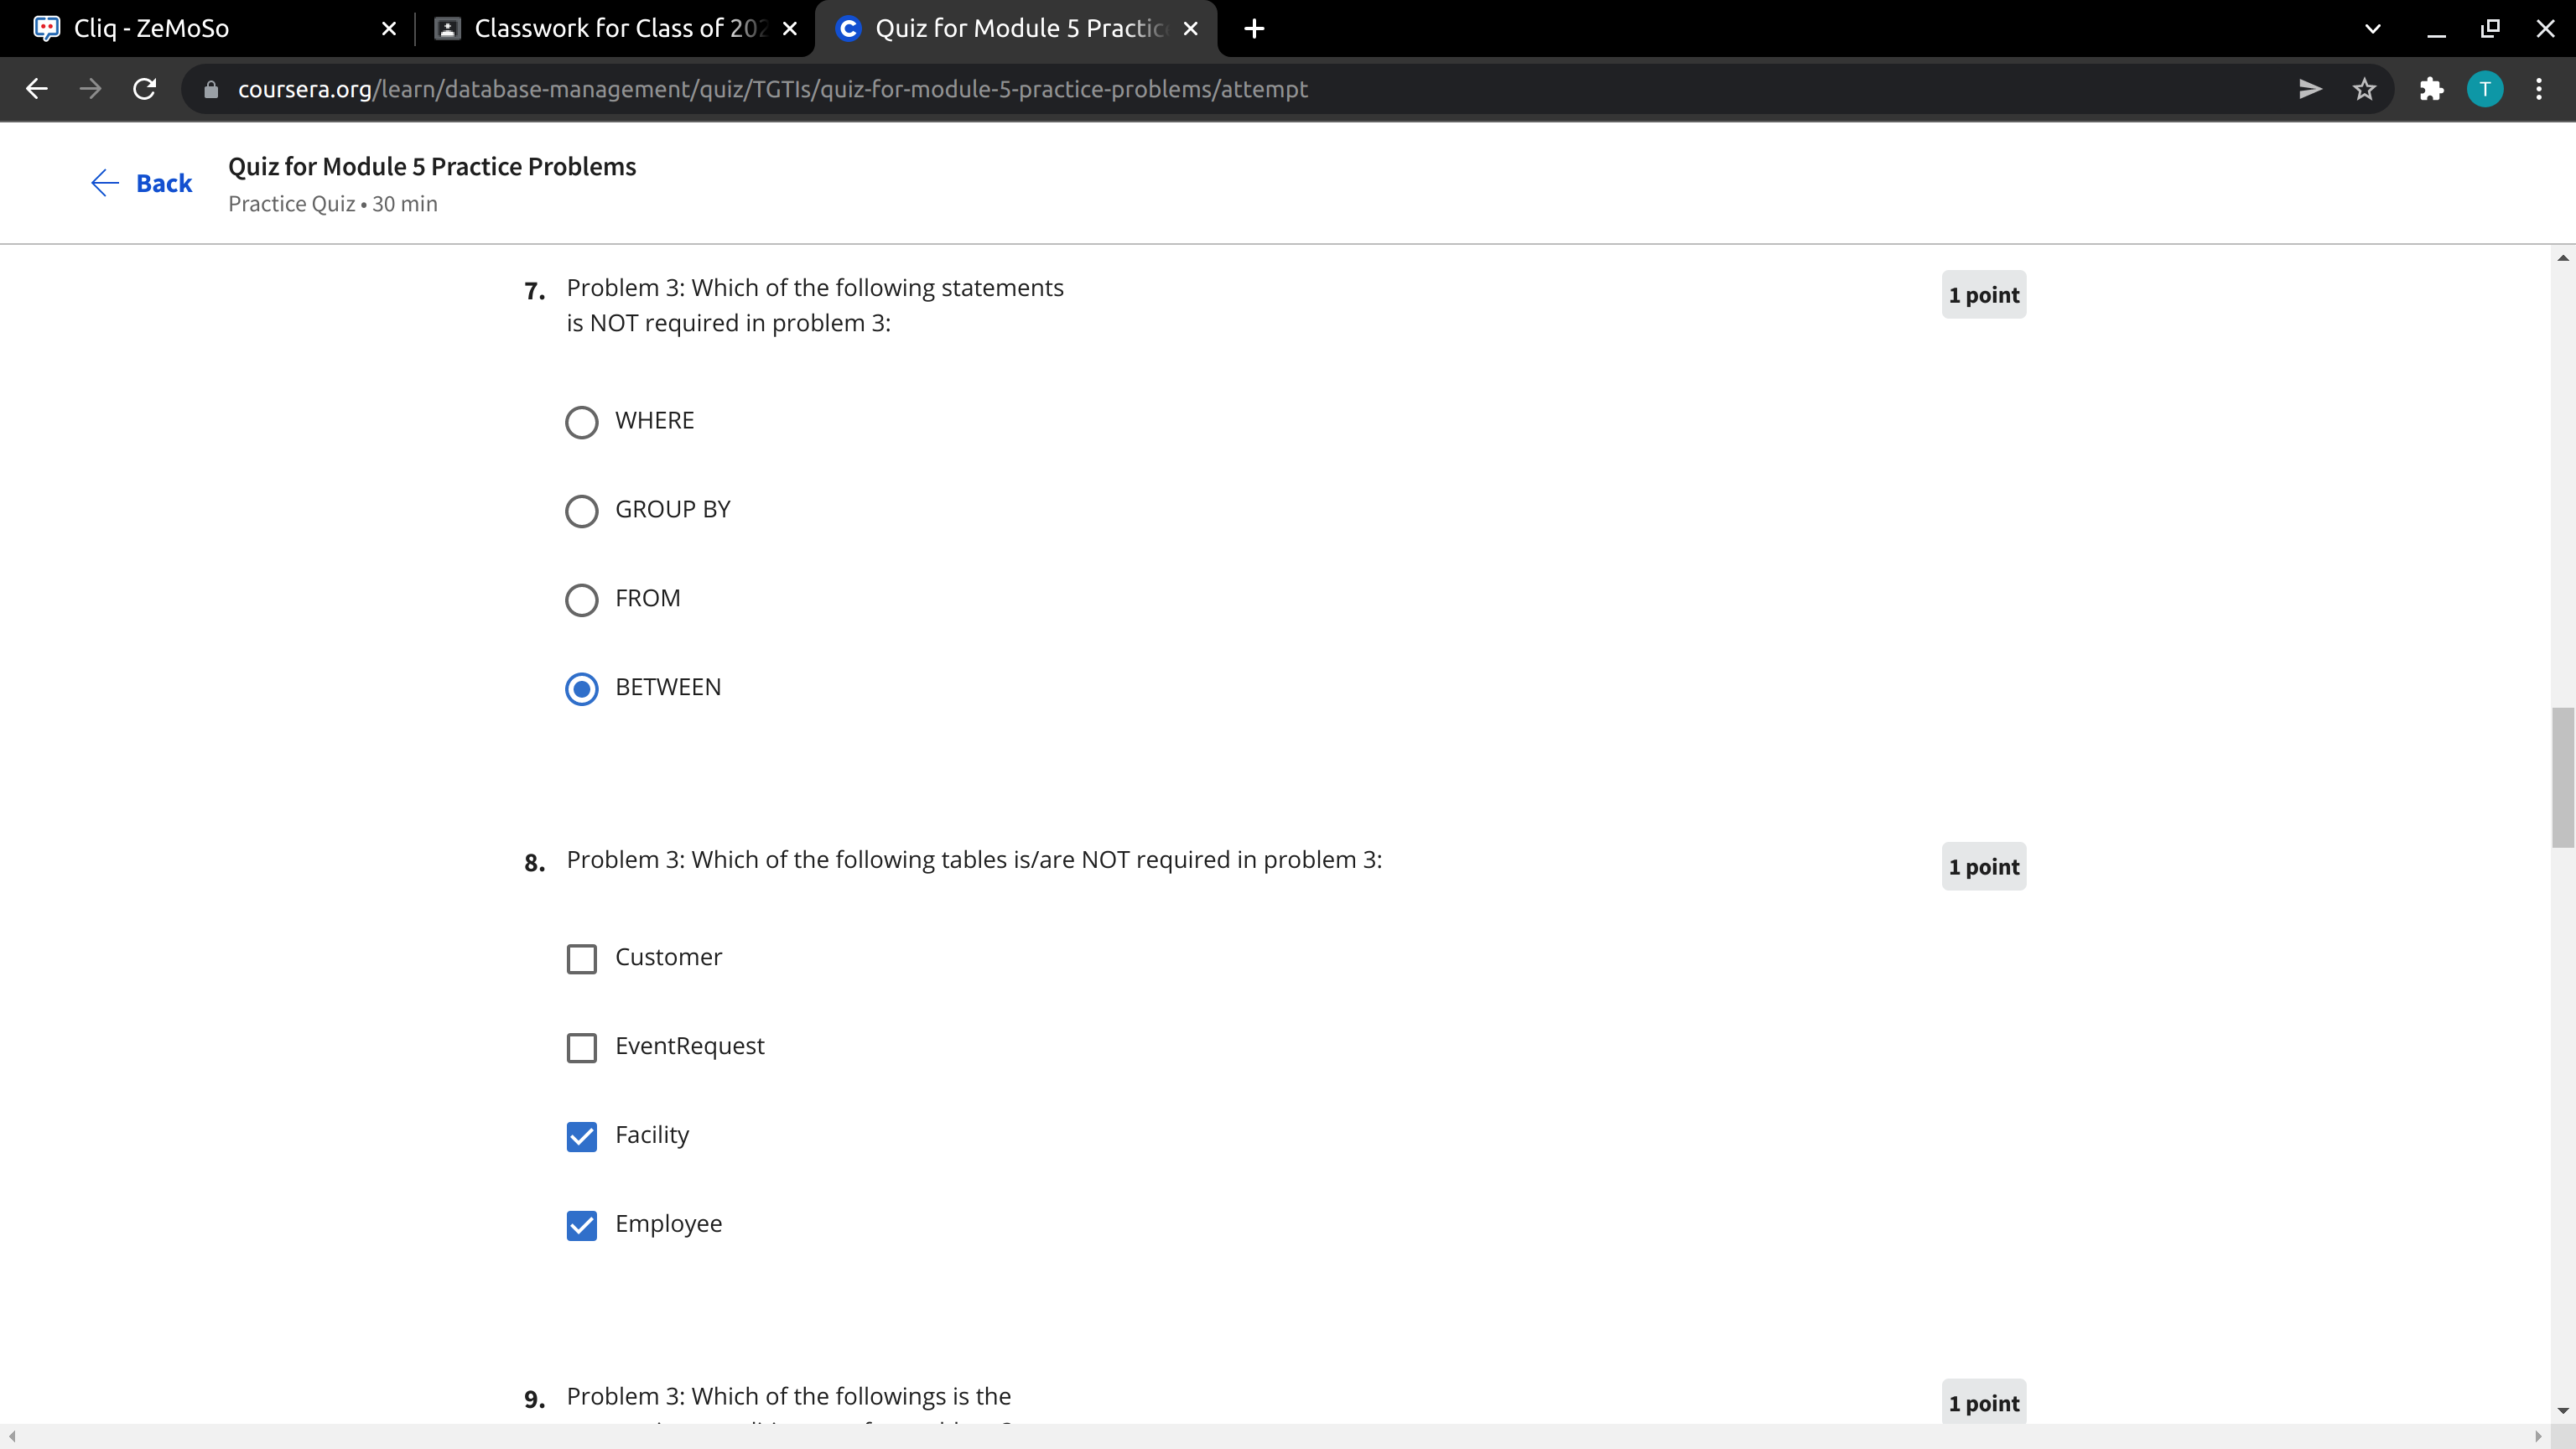 Cliq - ZeMoSo
Classwork for Class of 202
Quiz for Module 5 Practic
coursera.org/learn/database-management/quiz/TGTIs/quiz-for-module-5-practice-problems/attempt
T
Back
Quiz for Module 5 Practice Problems
Practice Quiz • 30 min
7. Problem 3: Which of the following statements
is NOT required in problem 3:
1 point
WHERE
GROUP BY
FROM
BETWEEN
8. Problem 3: Which of the following tables is/are NOT required in problem 3:
1 point
Customer
EventRequest
Facility
Employee
9. Problem 3: Which of the followings is the
1 point